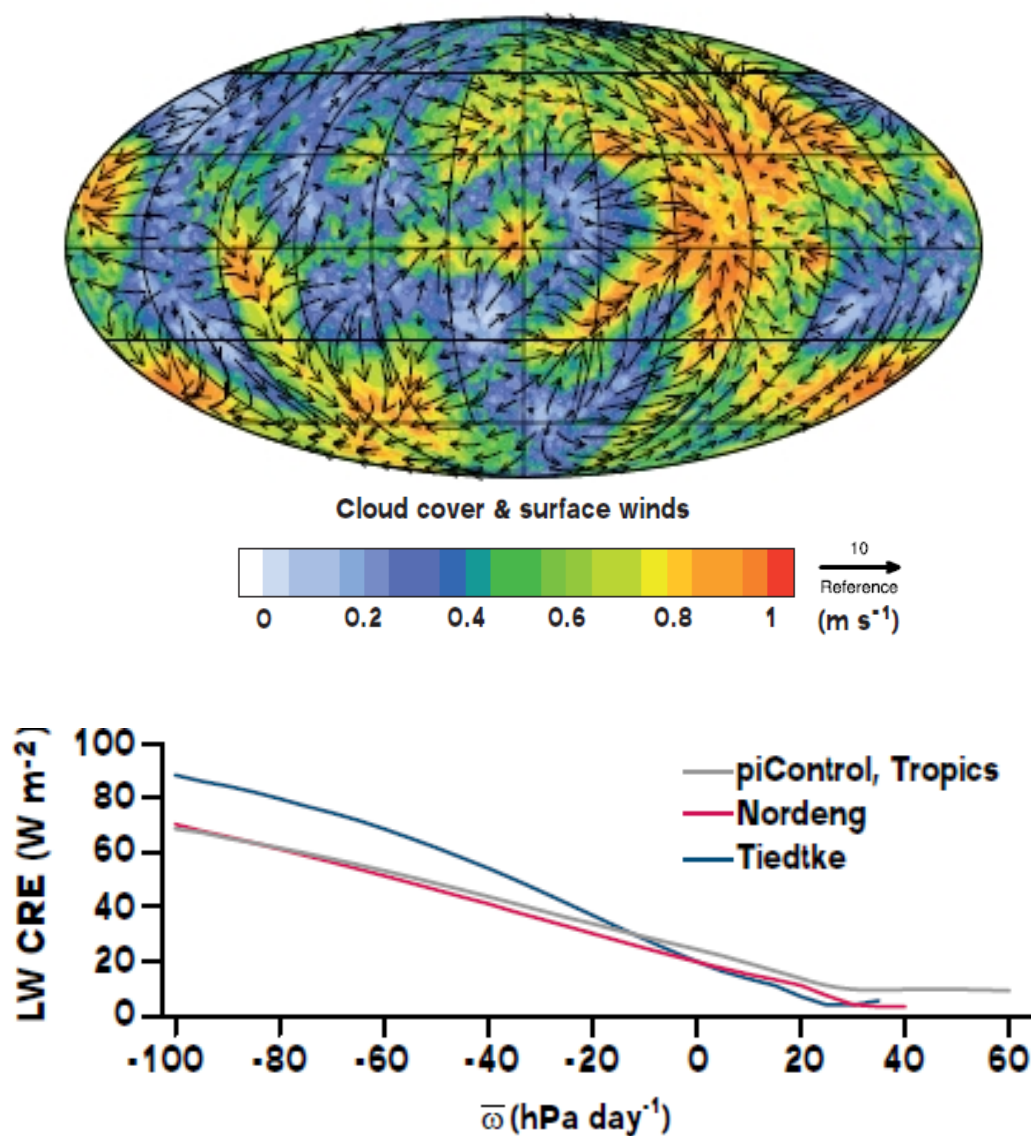 Cloud cover & surface winds
10
Reference
(m s⁻¹)
0 0.2 0.4 0.6 0.8 1
LW CRE (W m⁻²)
100
80
60
40
20
0
piControl, Tropics
Nordeng
Tiedtke
-100 -80 -60 -40 -20 0 20 40 60
ω̅ (hPa day⁻¹)